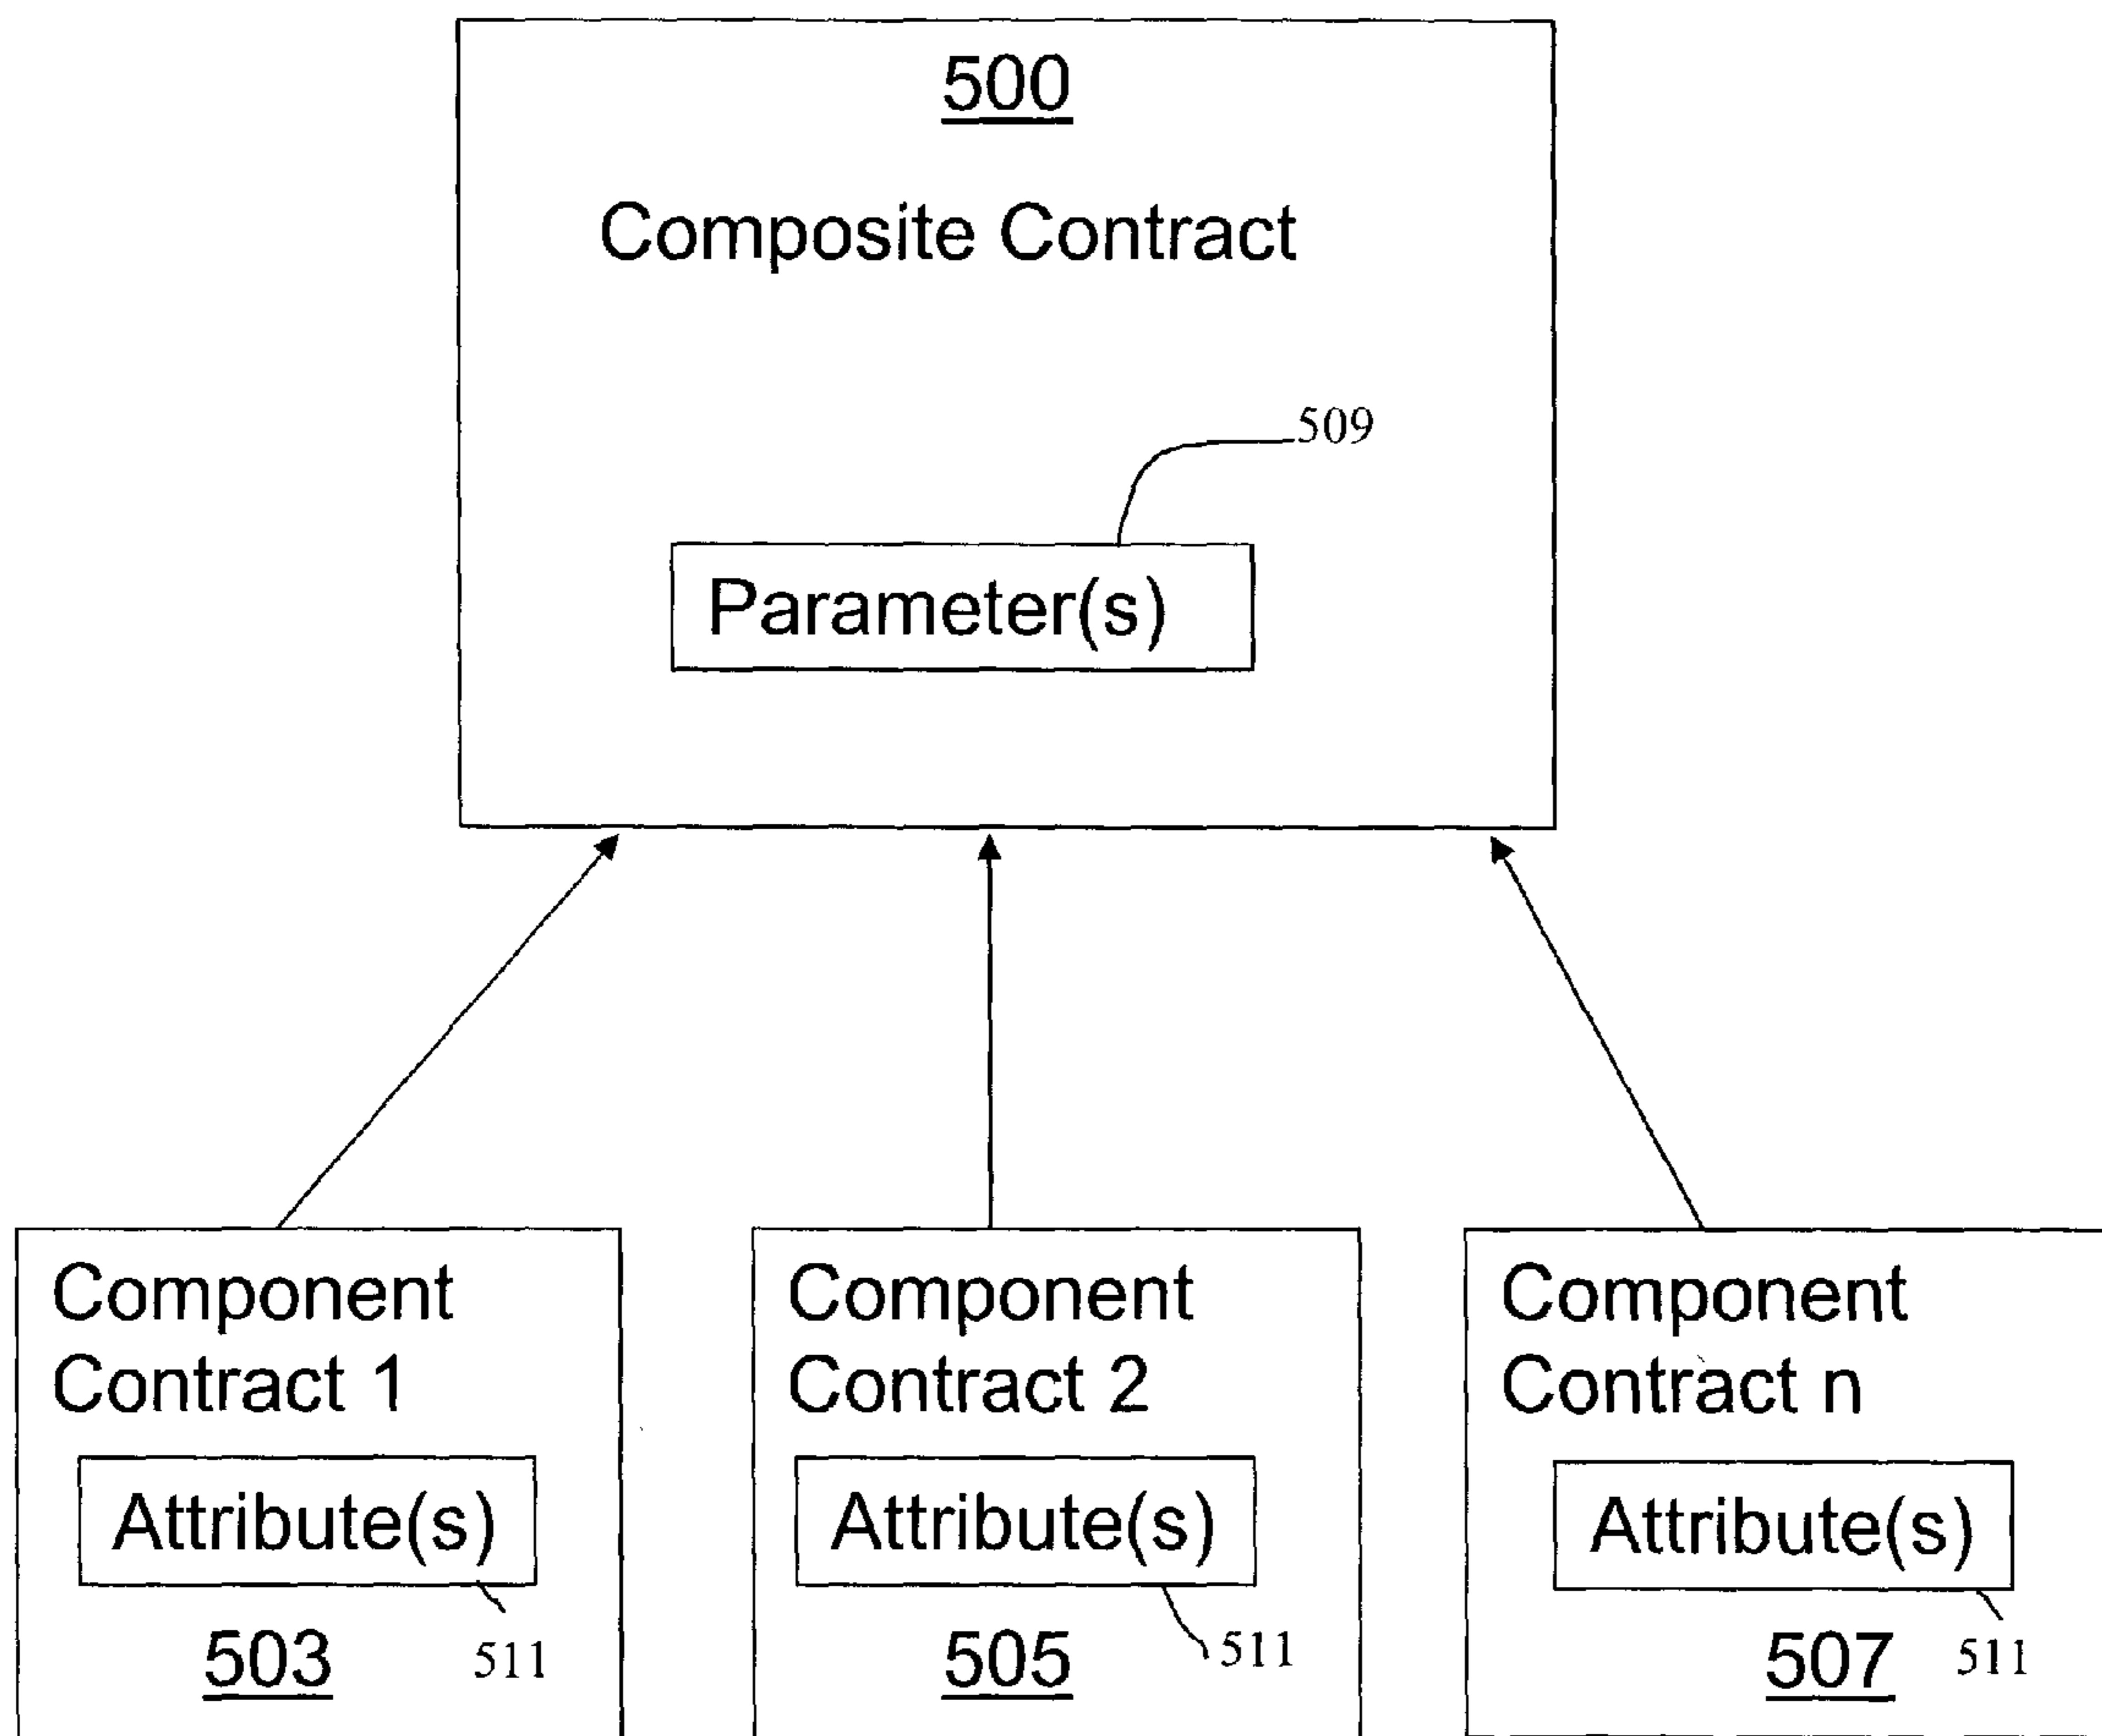 500
Composite Contract
509
Parameter(s)
Component
Contract 1
Attribute(s)
511
503
Component
Contract 2
Attribute(s)
511
505
Component
Contract n
Attribute(s)
511
507